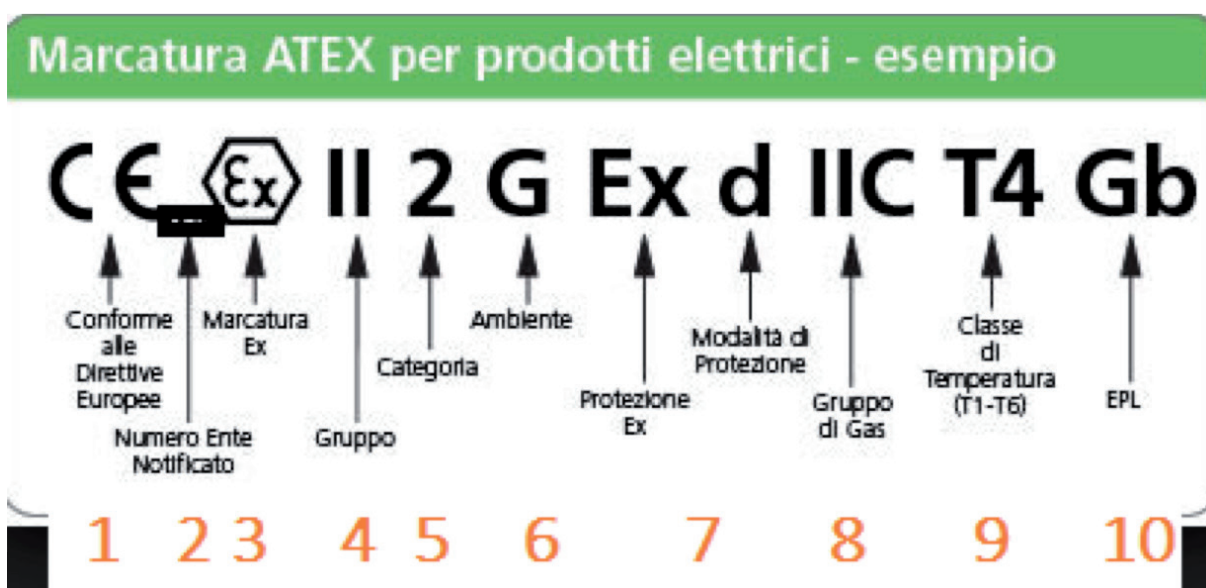 Marcatura ATEX per prodotti elettrici - esempio
CE Ex II 2 G Ex d IIC T4 Gb
Conforme
alle
Direttive
Europee
Numero Ente
Notificato
Marcatura
Ex
Gruppo
Categoria
Ambiente
Protezione
Ex
Modalità di
Protezione
Gruppo
di Gas
Classe
di
Temperatura
(T1-T6)
EPL
1 2 3 4 5 6 7 8 9 10